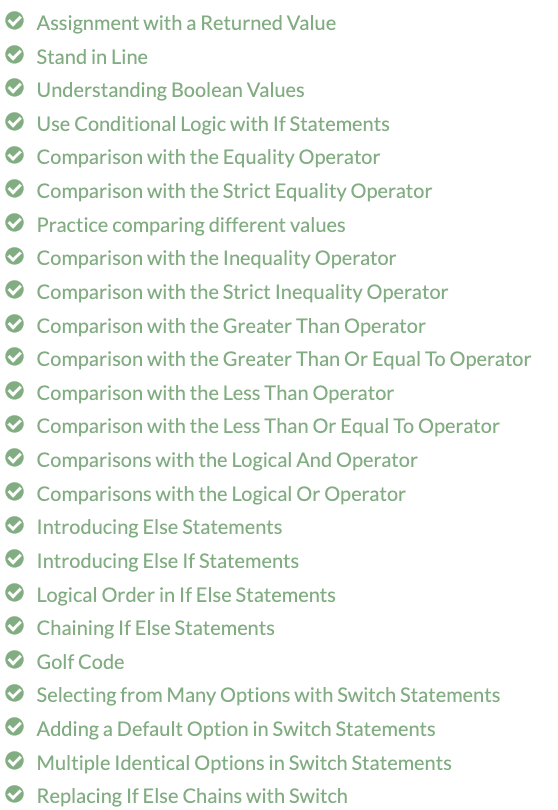 Assignment with a Returned Value
Stand in Line
Understanding Boolean Values
Use Conditional Logic with If Statements
Comparison with the Equality Operator
Comparison with the Strict Equality Operator
Practice comparing different values
Comparison with the Inequality Operator
Comparison with the Strict Inequality Operator
Comparison with the Greater Than Operator
Comparison with the Greater Than Or Equal To Operator
Comparison with the Less Than Operator
Comparison with the Less Than Or Equal To Operator
Comparisons with the Logical And Operator
Comparisons with the Logical Or Operator
Introducing Else Statements
Introducing Else If Statements
Logical Order in If Else Statements
Chaining If Else Statements
Golf Code
Selecting from Many Options with Switch Statements
Adding a Default Option in Switch Statements
Multiple Identical Options in Switch Statements
Replacing If Else Chains with Switch